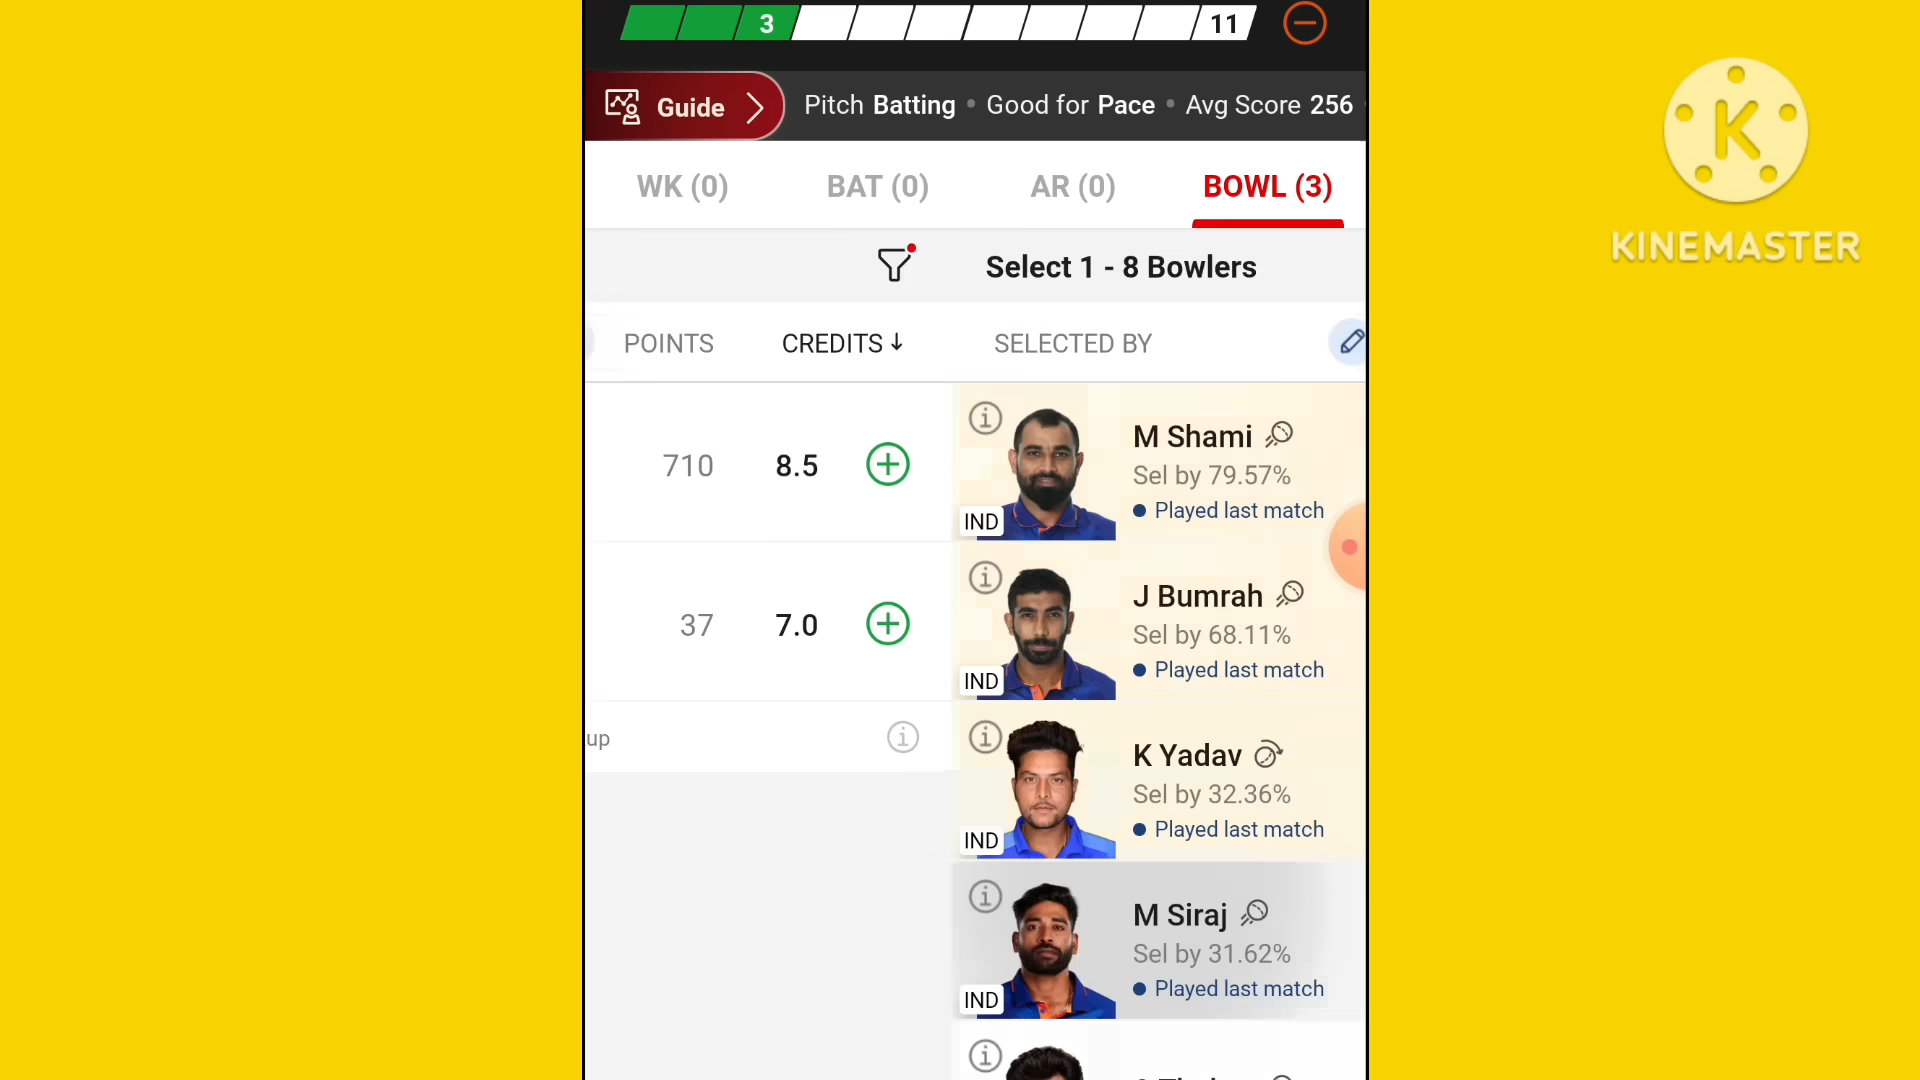 3
11
Guide
Pitch Batting • Good for Pace • Avg Score 256
WK (0)
BAT (0)
AR (0)
BOWL (3)
Select 1 - 8 Bowlers
POINTS
CREDITS ↓
SELECTED BY
710
8.5
M Shami
Sel by 79.57%
Played last match
IND
37
7.0
J Bumrah
Sel by 68.11%
Played last match
IND
up
K Yadav
Sel by 32.36%
Played last match
IND
M Siraj
Sel by 31.62%
Played last match
IND
K
KINEMASTER